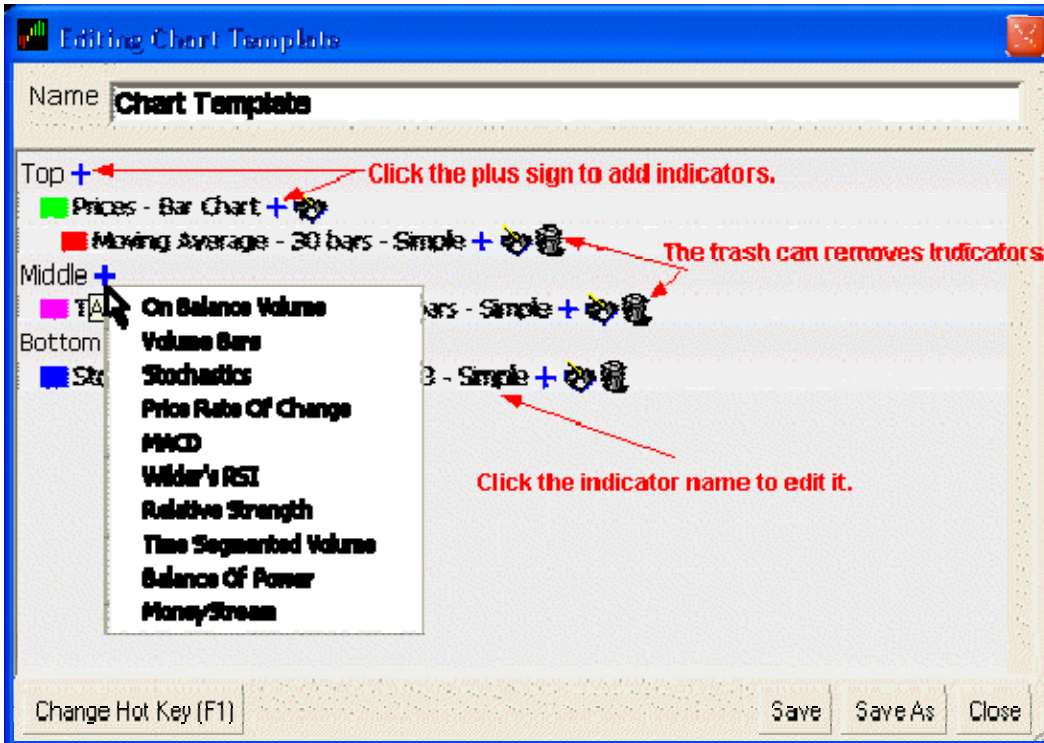 Editing Chart Template
Name Chart Template
Top + Click the plus sign to add indicators.
Prices - Bar Chart +
Moving Average - 30 bars - Simple +
The trash can removes Indicators
Middle +
T A ars - Simple +
On Balance Volume
Volume Bars
Bottom
Stochastics
Sto - Simple +
Price Rate Of Change
MACD
Wilder's RSI
Click the indicator name to edit it.
Relative Strength
Time Segmented Volume
Balance Of Power
MoneyStream
Change Hot Key (F1) Save Save As Close